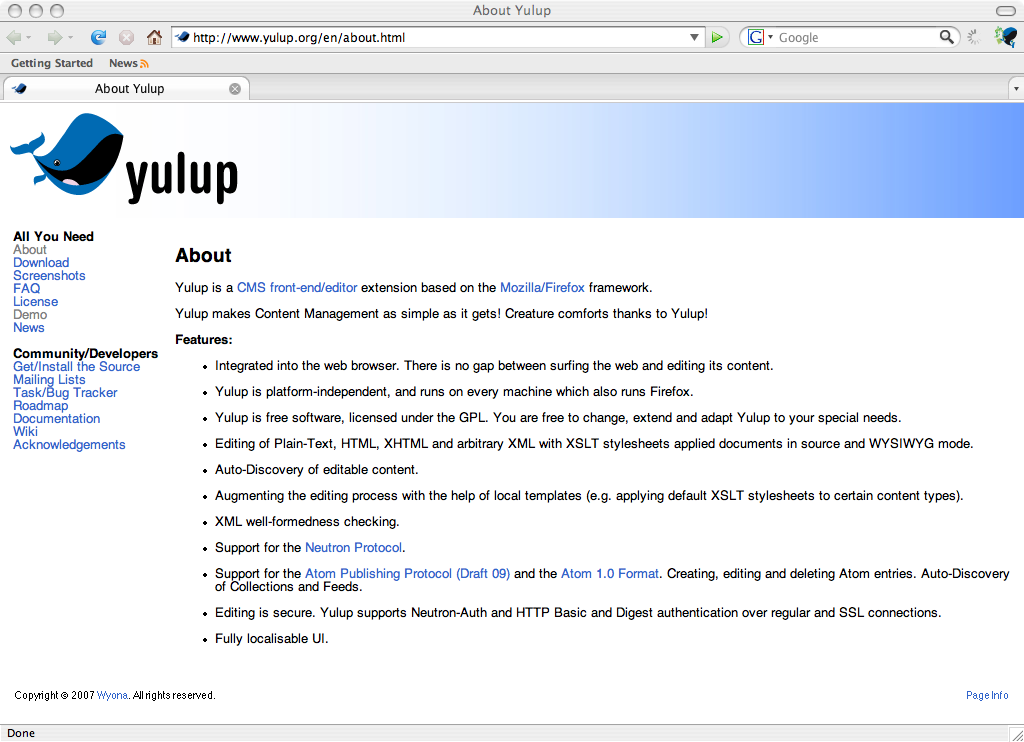 About Yulup
http://www.yulup.org/en/about.html
G
Google
Getting Started
News
About Yulup
yulup
All You Need
About
Download
Screenshots
FAQ
License
Demo
News
Community/Developers
Get/Install the Source
Mailing Lists
Task/Bug Tracker
Roadmap
Documentation
Wiki
Acknowledgements
About
Yulup is a CMS front-end/editor extension based on the Mozilla/Firefox framework.
Yulup makes Content Management as simple as it gets! Creature comforts thanks to Yulup!
Features:
• Integrated into the web browser. There is no gap between surfing the web and editing its content.
• Yulup is platform-independent, and runs on every machine which also runs Firefox.
• Yulup is free software, licensed under the GPL. You are free to change, extend and adapt Yulup to your special needs.
• Editing of Plain-Text, HTML, XHTML and arbitrary XML with XSLT stylesheets applied documents in source and WYSIWYG mode.
• Auto-Discovery of editable content.
• Augmenting the editing process with the help of local templates (e.g. applying default XSLT stylesheets to certain content types).
• XML well-formedness checking.
• Support for the Neutron Protocol.
• Support for the Atom Publishing Protocol (Draft 09) and the Atom 1.0 Format. Creating, editing and deleting Atom entries. Auto-Discovery
of Collections and Feeds.
• Editing is secure. Yulup supports Neutron-Auth and HTTP Basic and Digest authentication over regular and SSL connections.
• Fully localisable UI.
Copyright © 2007 Wyona. All rights reserved.
Page Info
Done